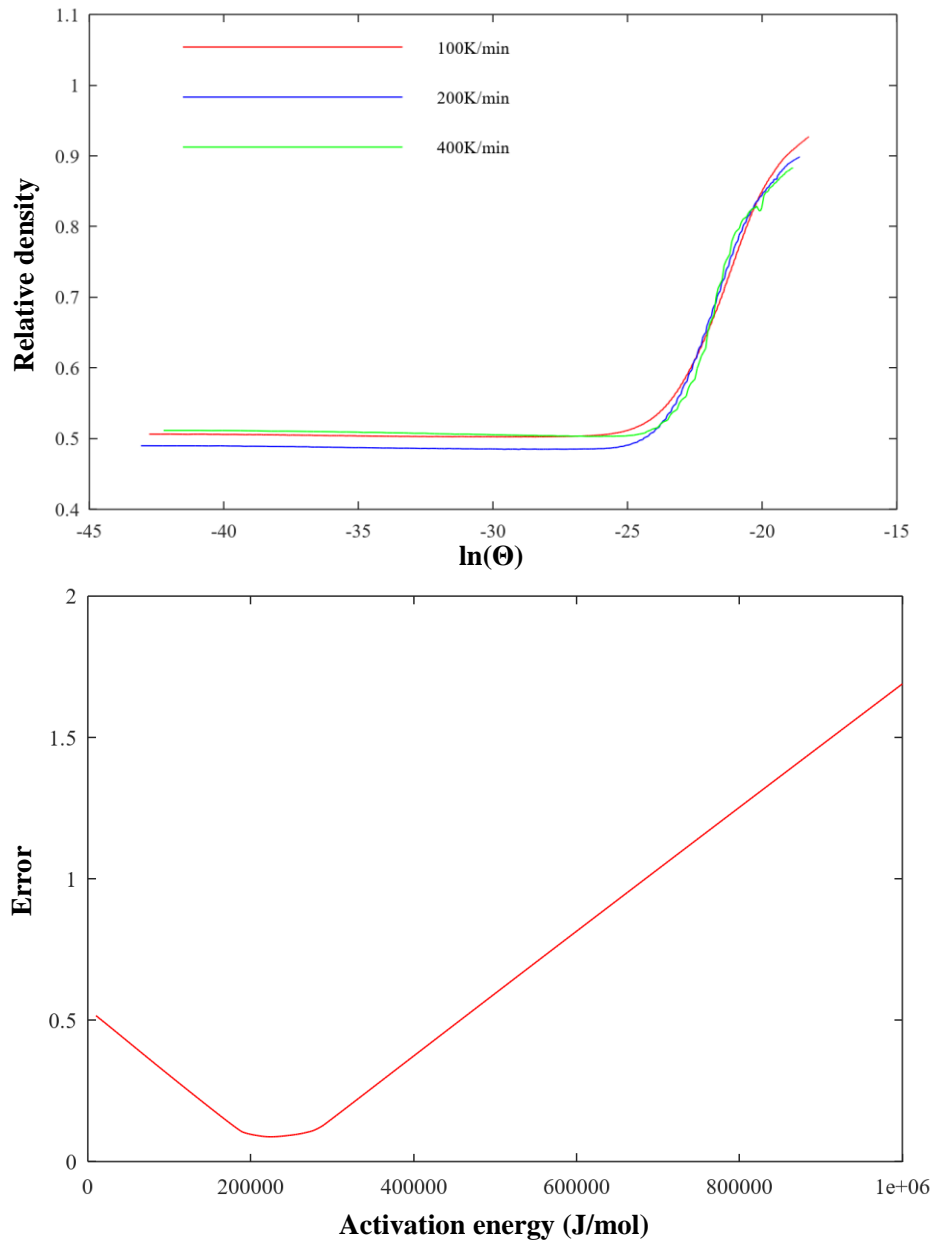 1.1
1
0.9
0.8
0.7
0.6
0.5
0.4
Relative density
100K/min
200K/min
400K/min
-45 -40 -35 -30 -25 -20 -15
ln(Θ)
2
1.5
1
0.5
0
Error
0 200000 400000 600000 800000 1e+06
Activation energy (J/mol)